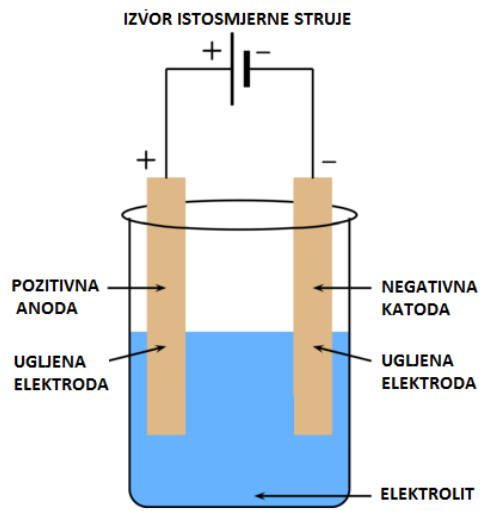 IZVOR ISTOSMJERNE STRUJE
+ −
+ −
POZITIVNA
ANODA
NEGATIVNA
KATODA
UGLJENA
ELEKTRODA
UGLJENA
ELEKTRODA
ELEKTROLIT